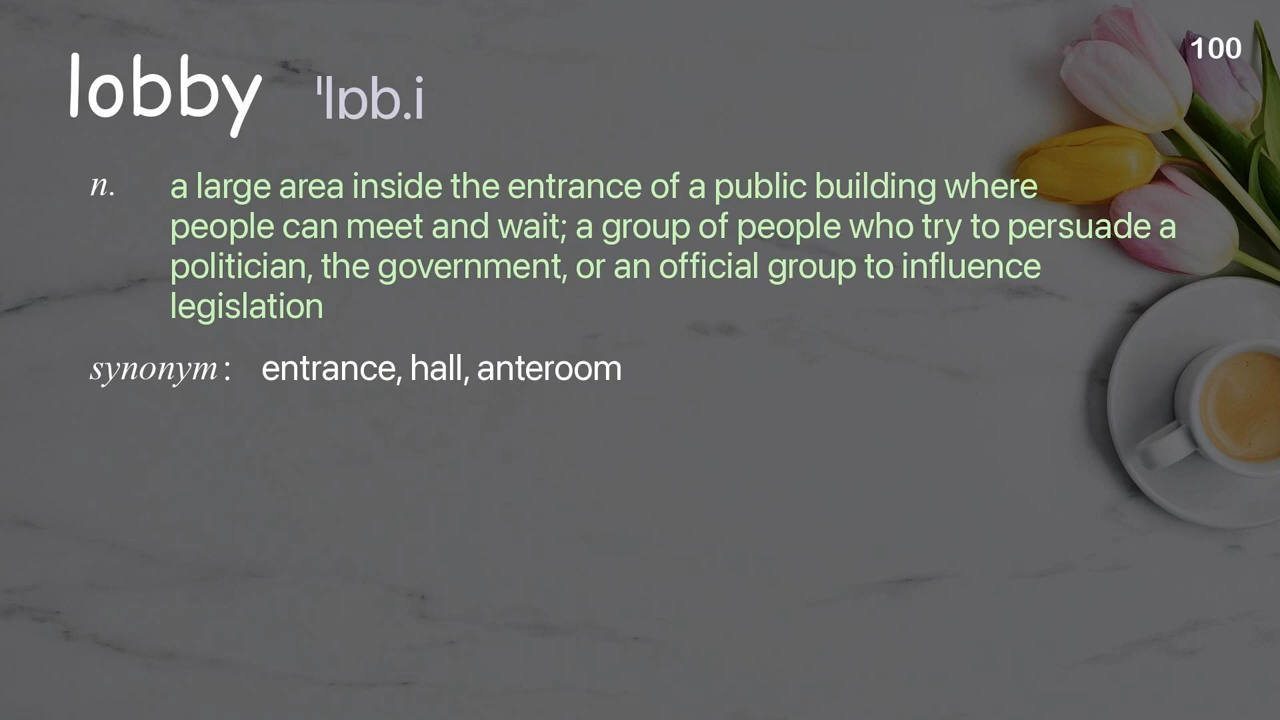 100
lobby ˈlɒb.i
n. a large area inside the entrance of a public building where
people can meet and wait; a group of people who try to persuade a
politician, the government, or an official group to influence
legislation
synonym: entrance, hall, anteroom